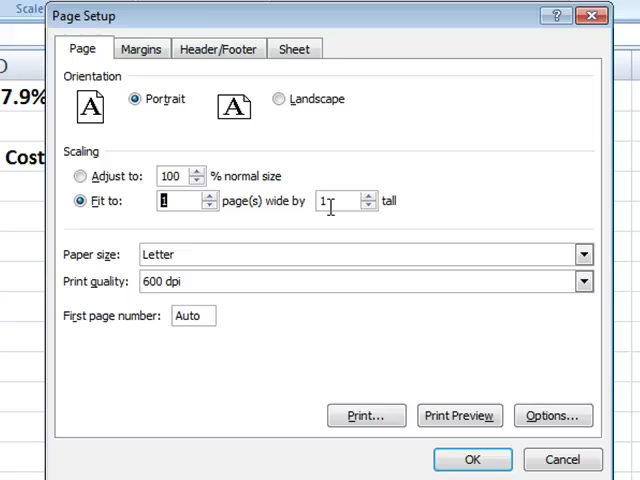 Scale
Page Setup
Page Margins Header/Footer Sheet
7.9%
Orientation
A Portrait A Landscape
Cost
Scaling
Adjust to: 100 % normal size
Fit to: 1 page(s) wide by 1 tall
Paper size: Letter
Print quality: 600 dpi
First page number: Auto
Print... Print Preview Options...
OK Cancel